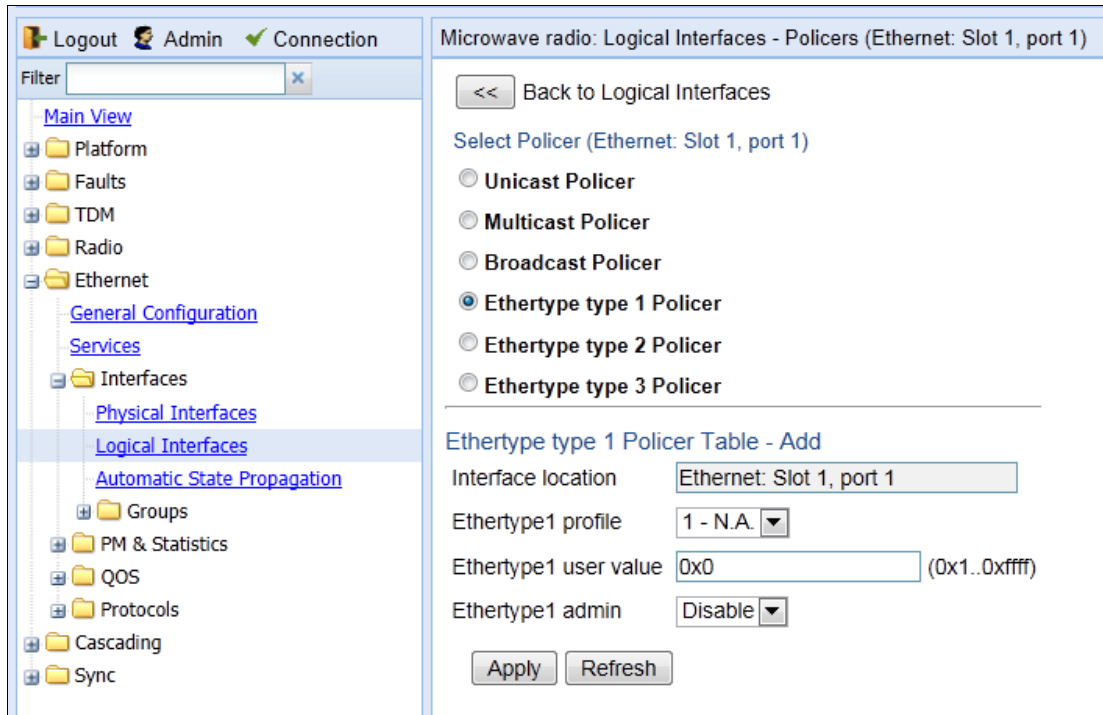 Logout Admin Connection
Filter
Main View
Platform
Faults
TDM
Radio
Ethernet
General Configuration
Services
Interfaces
Physical Interfaces
Logical Interfaces
Automatic State Propagation
Groups
PM & Statistics
QOS
Protocols
Cascading
Sync
Microwave radio: Logical Interfaces - Policers (Ethernet: Slot 1, port 1)
<< Back to Logical Interfaces
Select Policer (Ethernet: Slot 1, port 1)
Unicast Policer
Multicast Policer
Broadcast Policer
Ethertype type 1 Policer
Ethertype type 2 Policer
Ethertype type 3 Policer
Ethertype type 1 Policer Table - Add
Interface location Ethernet: Slot 1, port 1
Ethertype1 profile 1 - N.A.
Ethertype1 user value 0x0 (0x1..0xffff)
Ethertype1 admin Disable
Apply Refresh